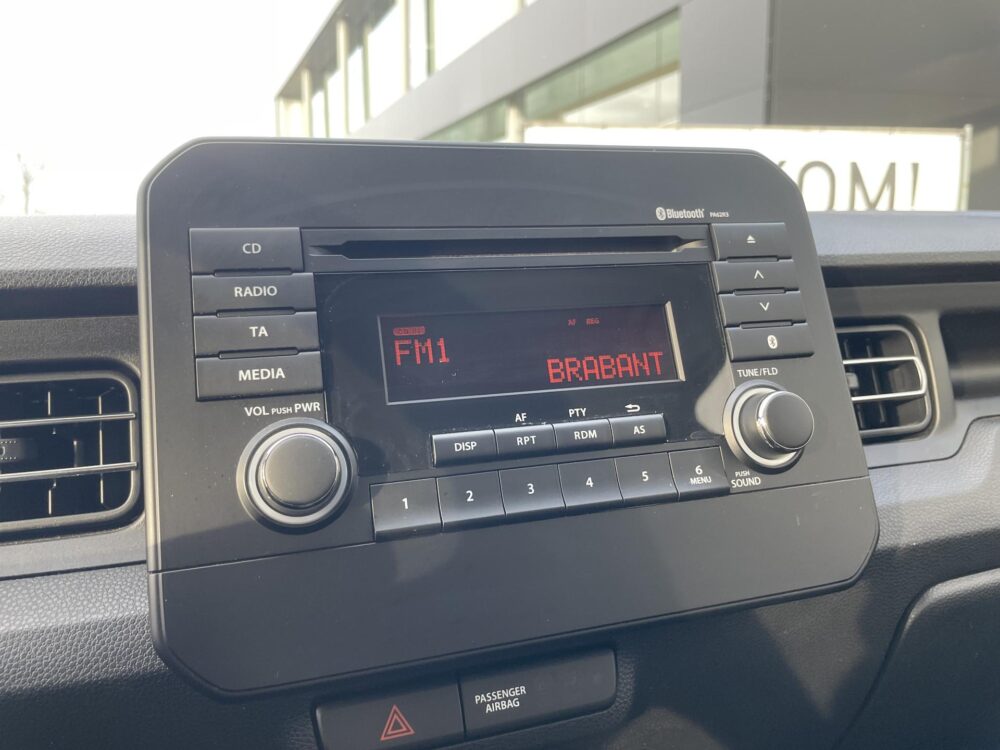 KOM!
Bluetooth PA62R3
CD
RADIO
TA
MEDIA
AF REG
FM1
BRABANT
VOL PUSH PWR
TUNE/FLD
AF PTY
DISP RPT RDM AS
1 2 3 4 5 6
MENU
PUSH
SOUND
PASSENGER
AIRBAG